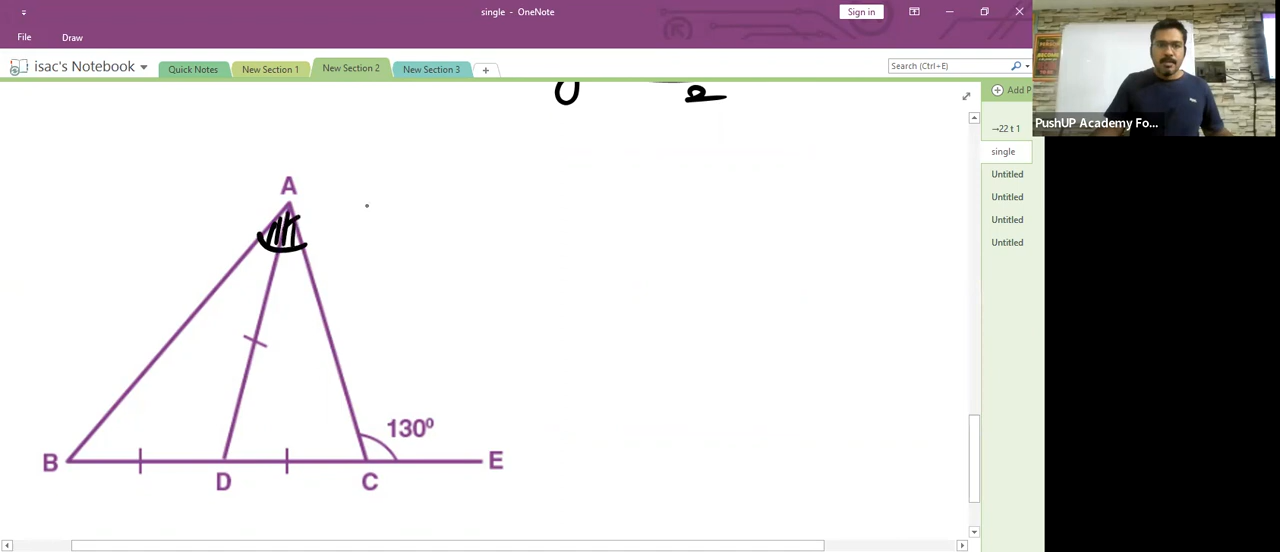 single - OneNote
Sign in
File
Draw
isac's Notebook
Quick Notes
New Section 1
New Section 2
New Section 3
Search (Ctrl+E)
Add P
PushUP Academy Fo...
→22 t 1
single
Untitled
Untitled
Untitled
Untitled
A
130⁰
B
D
C
E